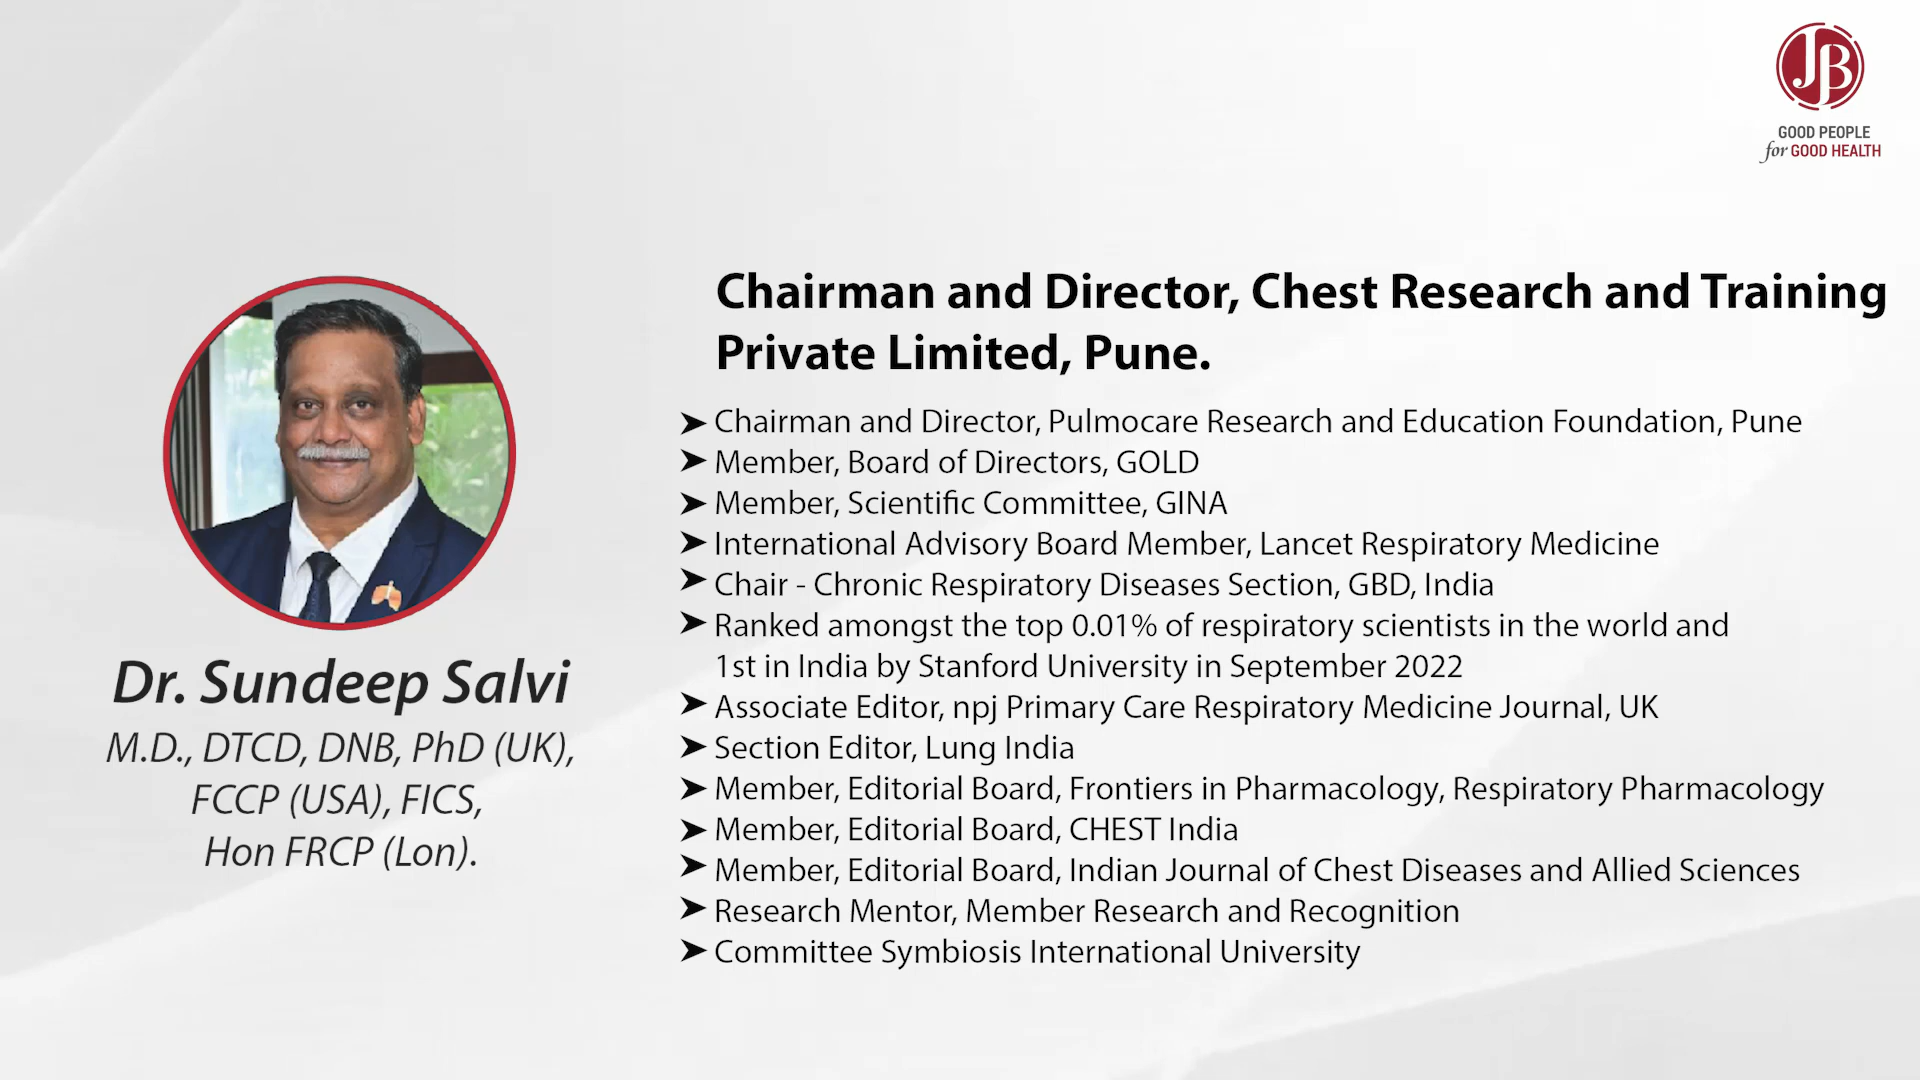 JB
GOOD PEOPLE
for GOOD HEALTH
Chairman and Director, Chest Research and Training
Private Limited, Pune.
➤ Chairman and Director, Pulmocare Research and Education Foundation, Pune
➤ Member, Board of Directors, GOLD
➤ Member, Scientific Committee, GINA
➤ International Advisory Board Member, Lancet Respiratory Medicine
➤ Chair - Chronic Respiratory Diseases Section, GBD, India
➤ Ranked amongst the top 0.01% of respiratory scientists in the world and
1st in India by Stanford University in September 2022
➤ Associate Editor, npj Primary Care Respiratory Medicine Journal, UK
➤ Section Editor, Lung India
➤ Member, Editorial Board, Frontiers in Pharmacology, Respiratory Pharmacology
➤ Member, Editorial Board, CHEST India
➤ Member, Editorial Board, Indian Journal of Chest Diseases and Allied Sciences
➤ Research Mentor, Member Research and Recognition
➤ Committee Symbiosis International University
Dr. Sundeep Salvi
M.D., DTCD, DNB, PhD (UK),
FCCP (USA), FICS,
Hon FRCP (Lon).